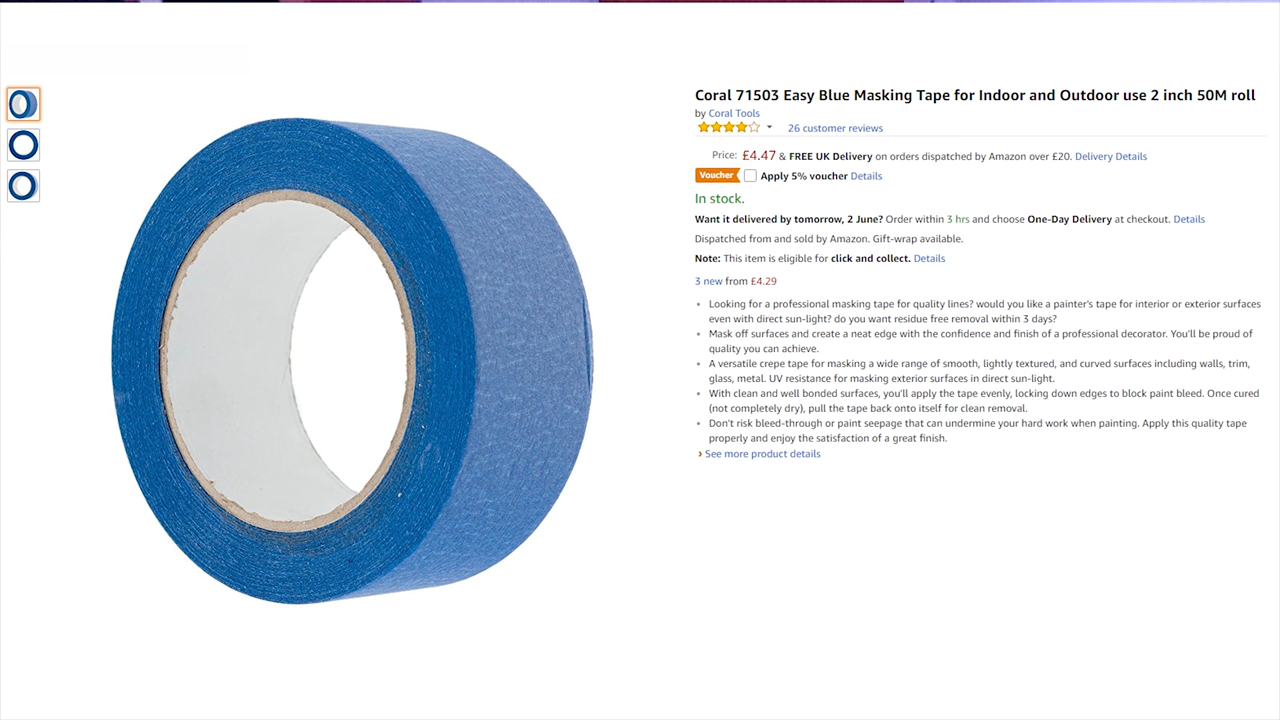 Coral 71503 Easy Blue Masking Tape for Indoor and Outdoor use 2 inch 50M roll
by Coral Tools
26 customer reviews
Price: £4.47 & FREE UK Delivery on orders dispatched by Amazon over £20. Delivery Details
Voucher Apply 5% voucher Details
In stock.
Want it delivered by tomorrow, 2 June? Order within 3 hrs and choose One-Day Delivery at checkout. Details
Dispatched from and sold by Amazon. Gift-wrap available.
Note: This item is eligible for click and collect. Details
3 new from £4.29
Looking for a professional masking tape for quality lines? would you like a painter's tape for interior or exterior surfaces
even with direct sun-light? do you want residue free removal within 3 days?
Mask off surfaces and create a neat edge with the confidence and finish of a professional decorator. You'll be proud of
quality you can achieve.
A versatile crepe tape for masking a wide range of smooth, lightly textured, and curved surfaces including walls, trim,
glass, metal. UV resistance for masking exterior surfaces in direct sun-light.
With clean and well bonded surfaces, you'll apply the tape evenly, locking down edges to block paint bleed. Once cured
(not completely dry), pull the tape back onto itself for clean removal.
Don't risk bleed-through or paint seepage that can undermine your hard work when painting. Apply this quality tape
properly and enjoy the satisfaction of a great finish.
› See more product details